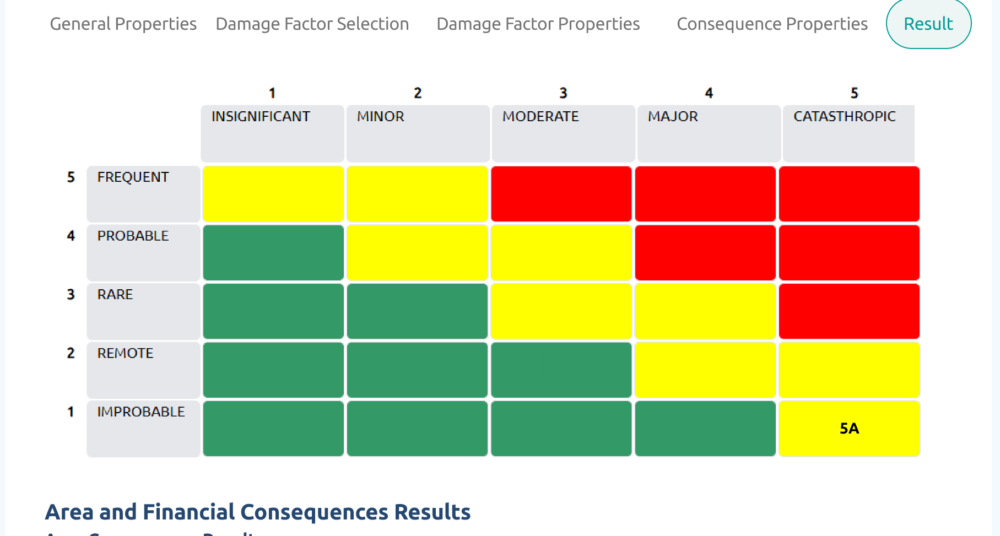 General Properties Damage Factor Selection Damage Factor Properties Consequence Properties Result
1 2 3 4 5
INSIGNIFICANT MINOR MODERATE MAJOR CATASTHROPIC
5 FREQUENT
4 PROBABLE
3 RARE
2 REMOTE
1 IMPROBABLE
5A
Area and Financial Consequences Results